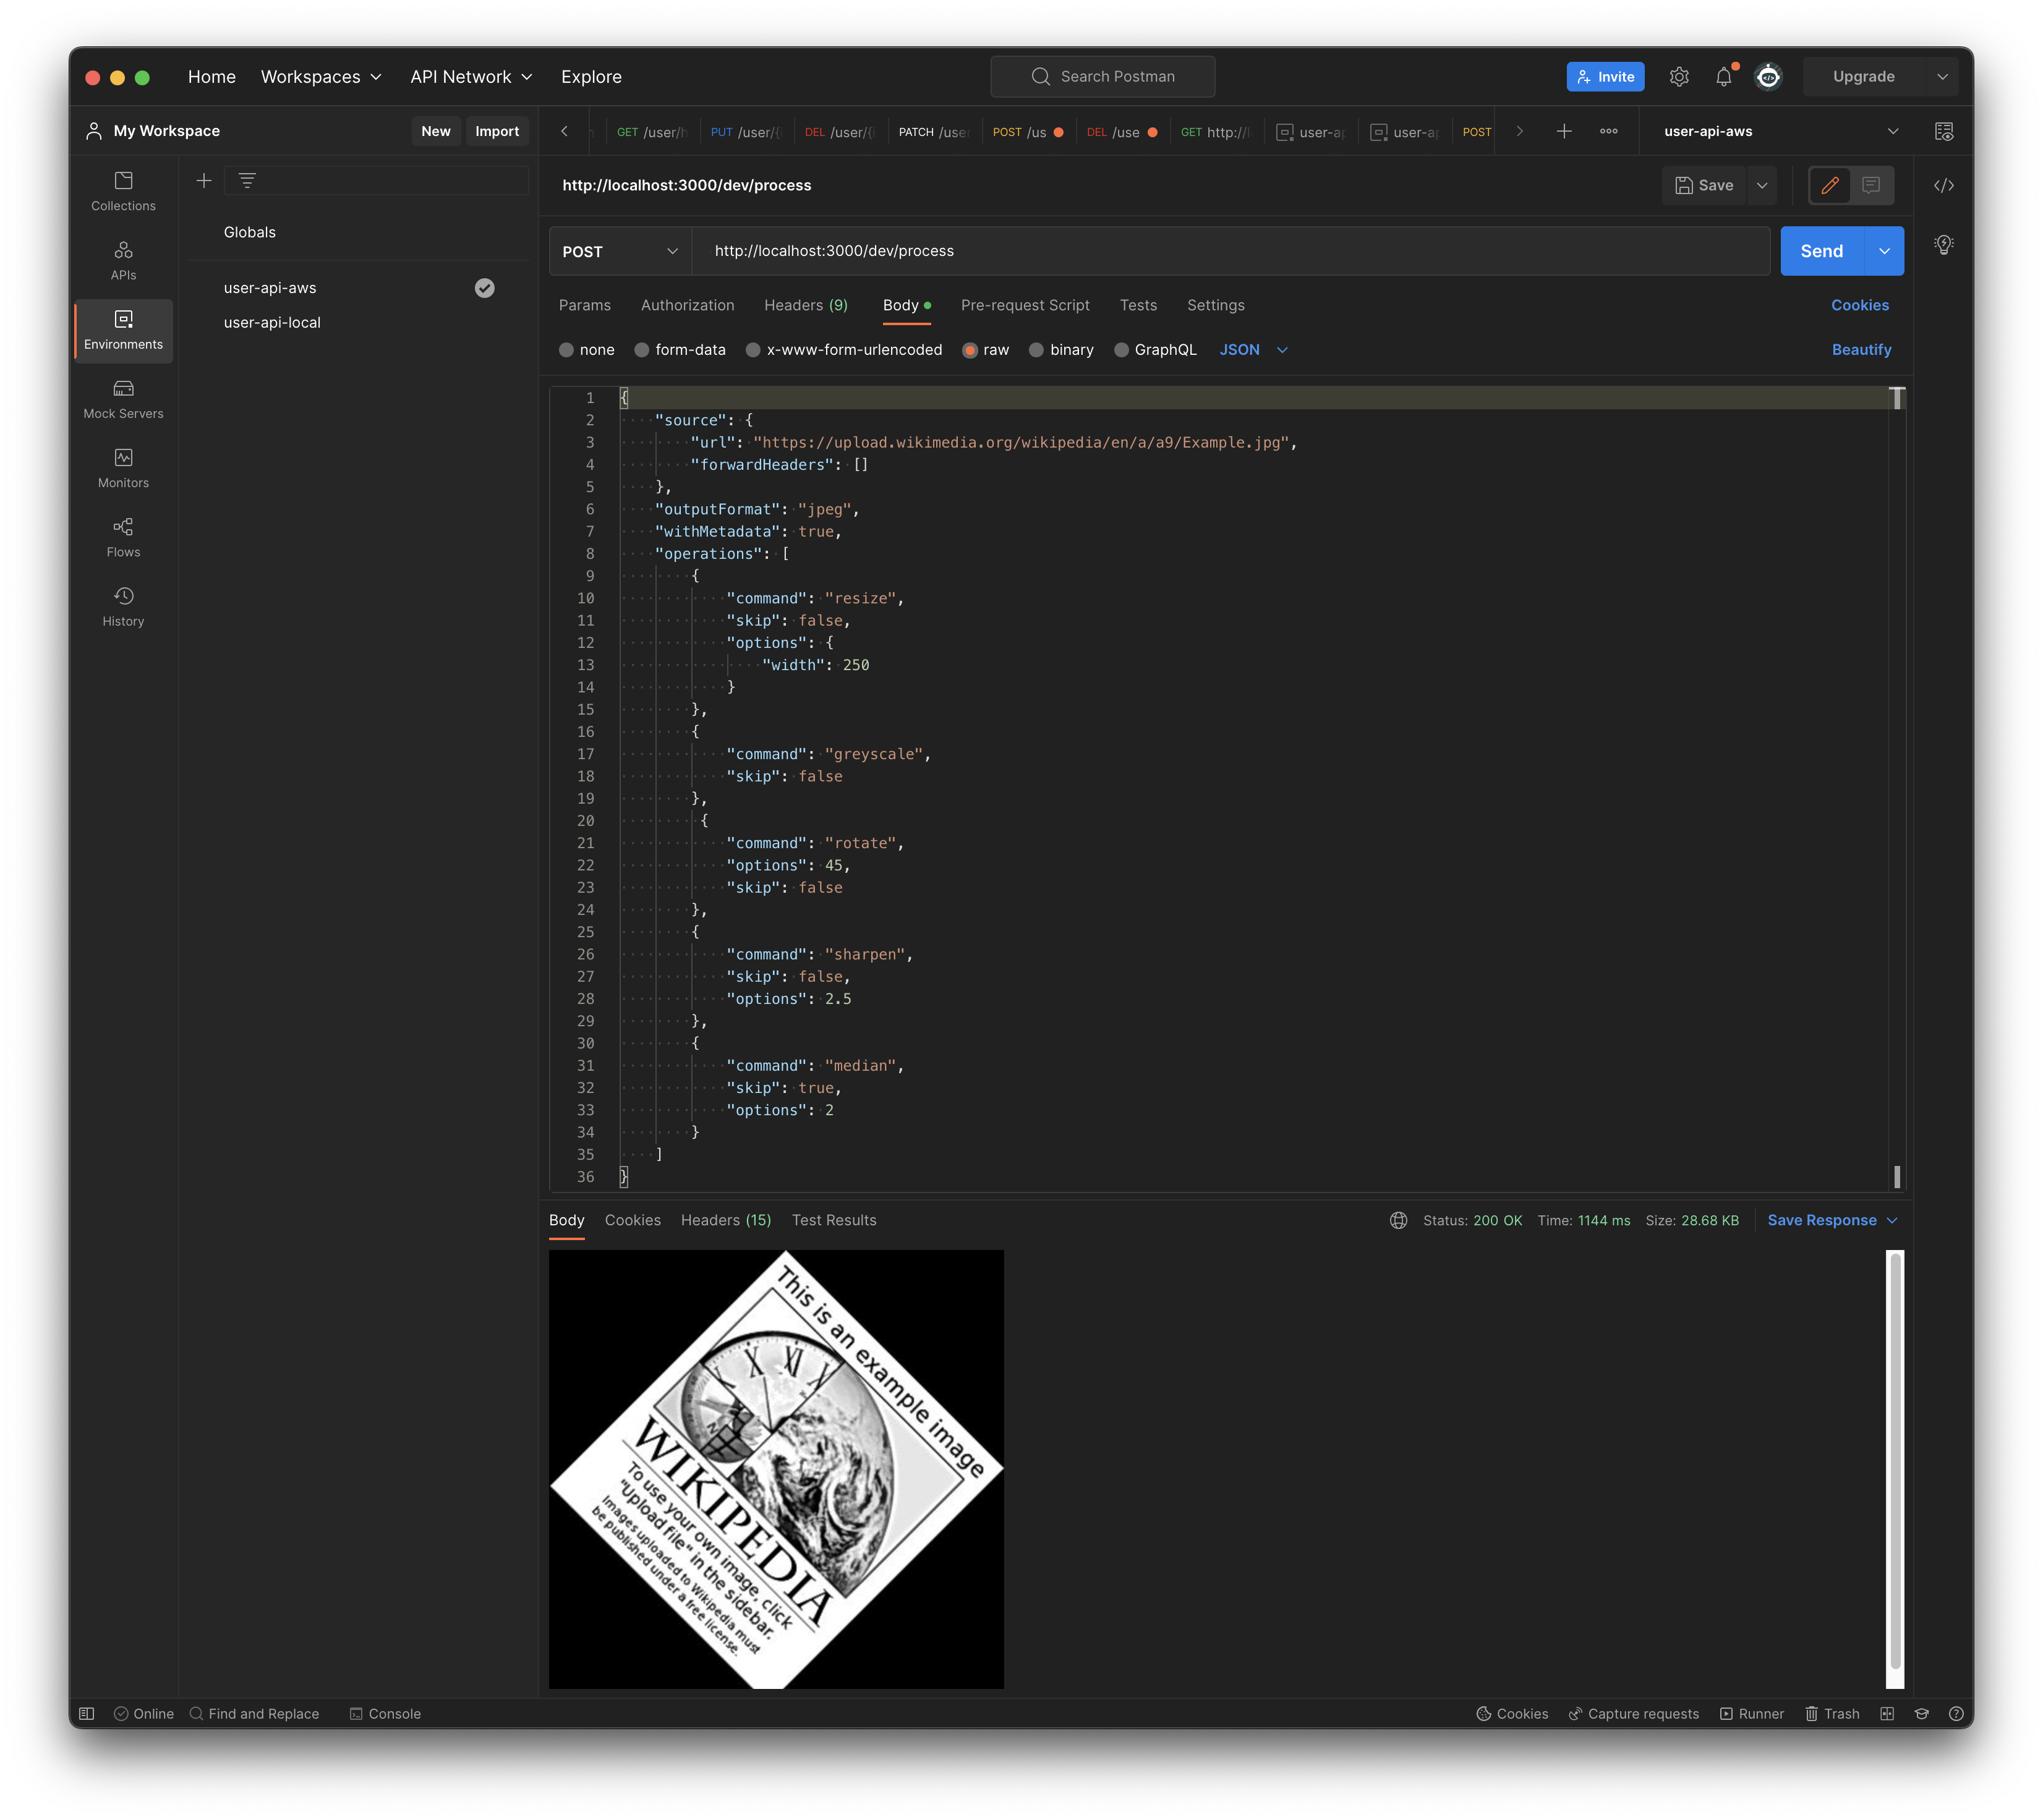 Home Workspaces API Network Explore Search Postman Invite Upgrade
My Workspace New Import GET /user/ PUT /user/ DEL /user/ PATCH /user POST /us DEL /use GET http:// user-a user-a POST user-api-aws
Collections
APIs
Environments
Mock Servers
Monitors
Flows
History
Globals
user-api-aws
user-api-local
http://localhost:3000/dev/process Save
POST http://localhost:3000/dev/process Send
Params Authorization Headers (9) Body Pre-request Script Tests Settings Cookies
none form-data x-www-form-urlencoded raw binary GraphQL JSON Beautify
1 {
2 "source": {
3 "url": "https://upload.wikimedia.org/wikipedia/en/a/a9/Example.jpg",
4 "forwardHeaders": []
5 },
6 "outputFormat": "jpeg",
7 "withMetadata": true,
8 "operations": [
9 {
10 "command": "resize",
11 "skip": false,
12 "options": {
13 "width": 250
14 }
15 },
16 {
17 "command": "greyscale",
18 "skip": false
19 },
20 {
21 "command": "rotate",
22 "options": 45,
23 "skip": false
24 },
25 {
26 "command": "sharpen",
27 "skip": false,
28 "options": 2.5
29 },
30 {
31 "command": "median",
32 "skip": true,
33 "options": 2
34 }
35 ]
36 }
Body Cookies Headers (15) Test Results Status: 200 OK Time: 1144 ms Size: 28.68 KB Save Response
This is an example image
WIKIPEDIA
To use your own image, click
"Upload file" in the sidebar.
Images uploaded to Wikipedia must
be published under a free license.
Online Find and Replace Console Cookies Capture requests Runner Trash